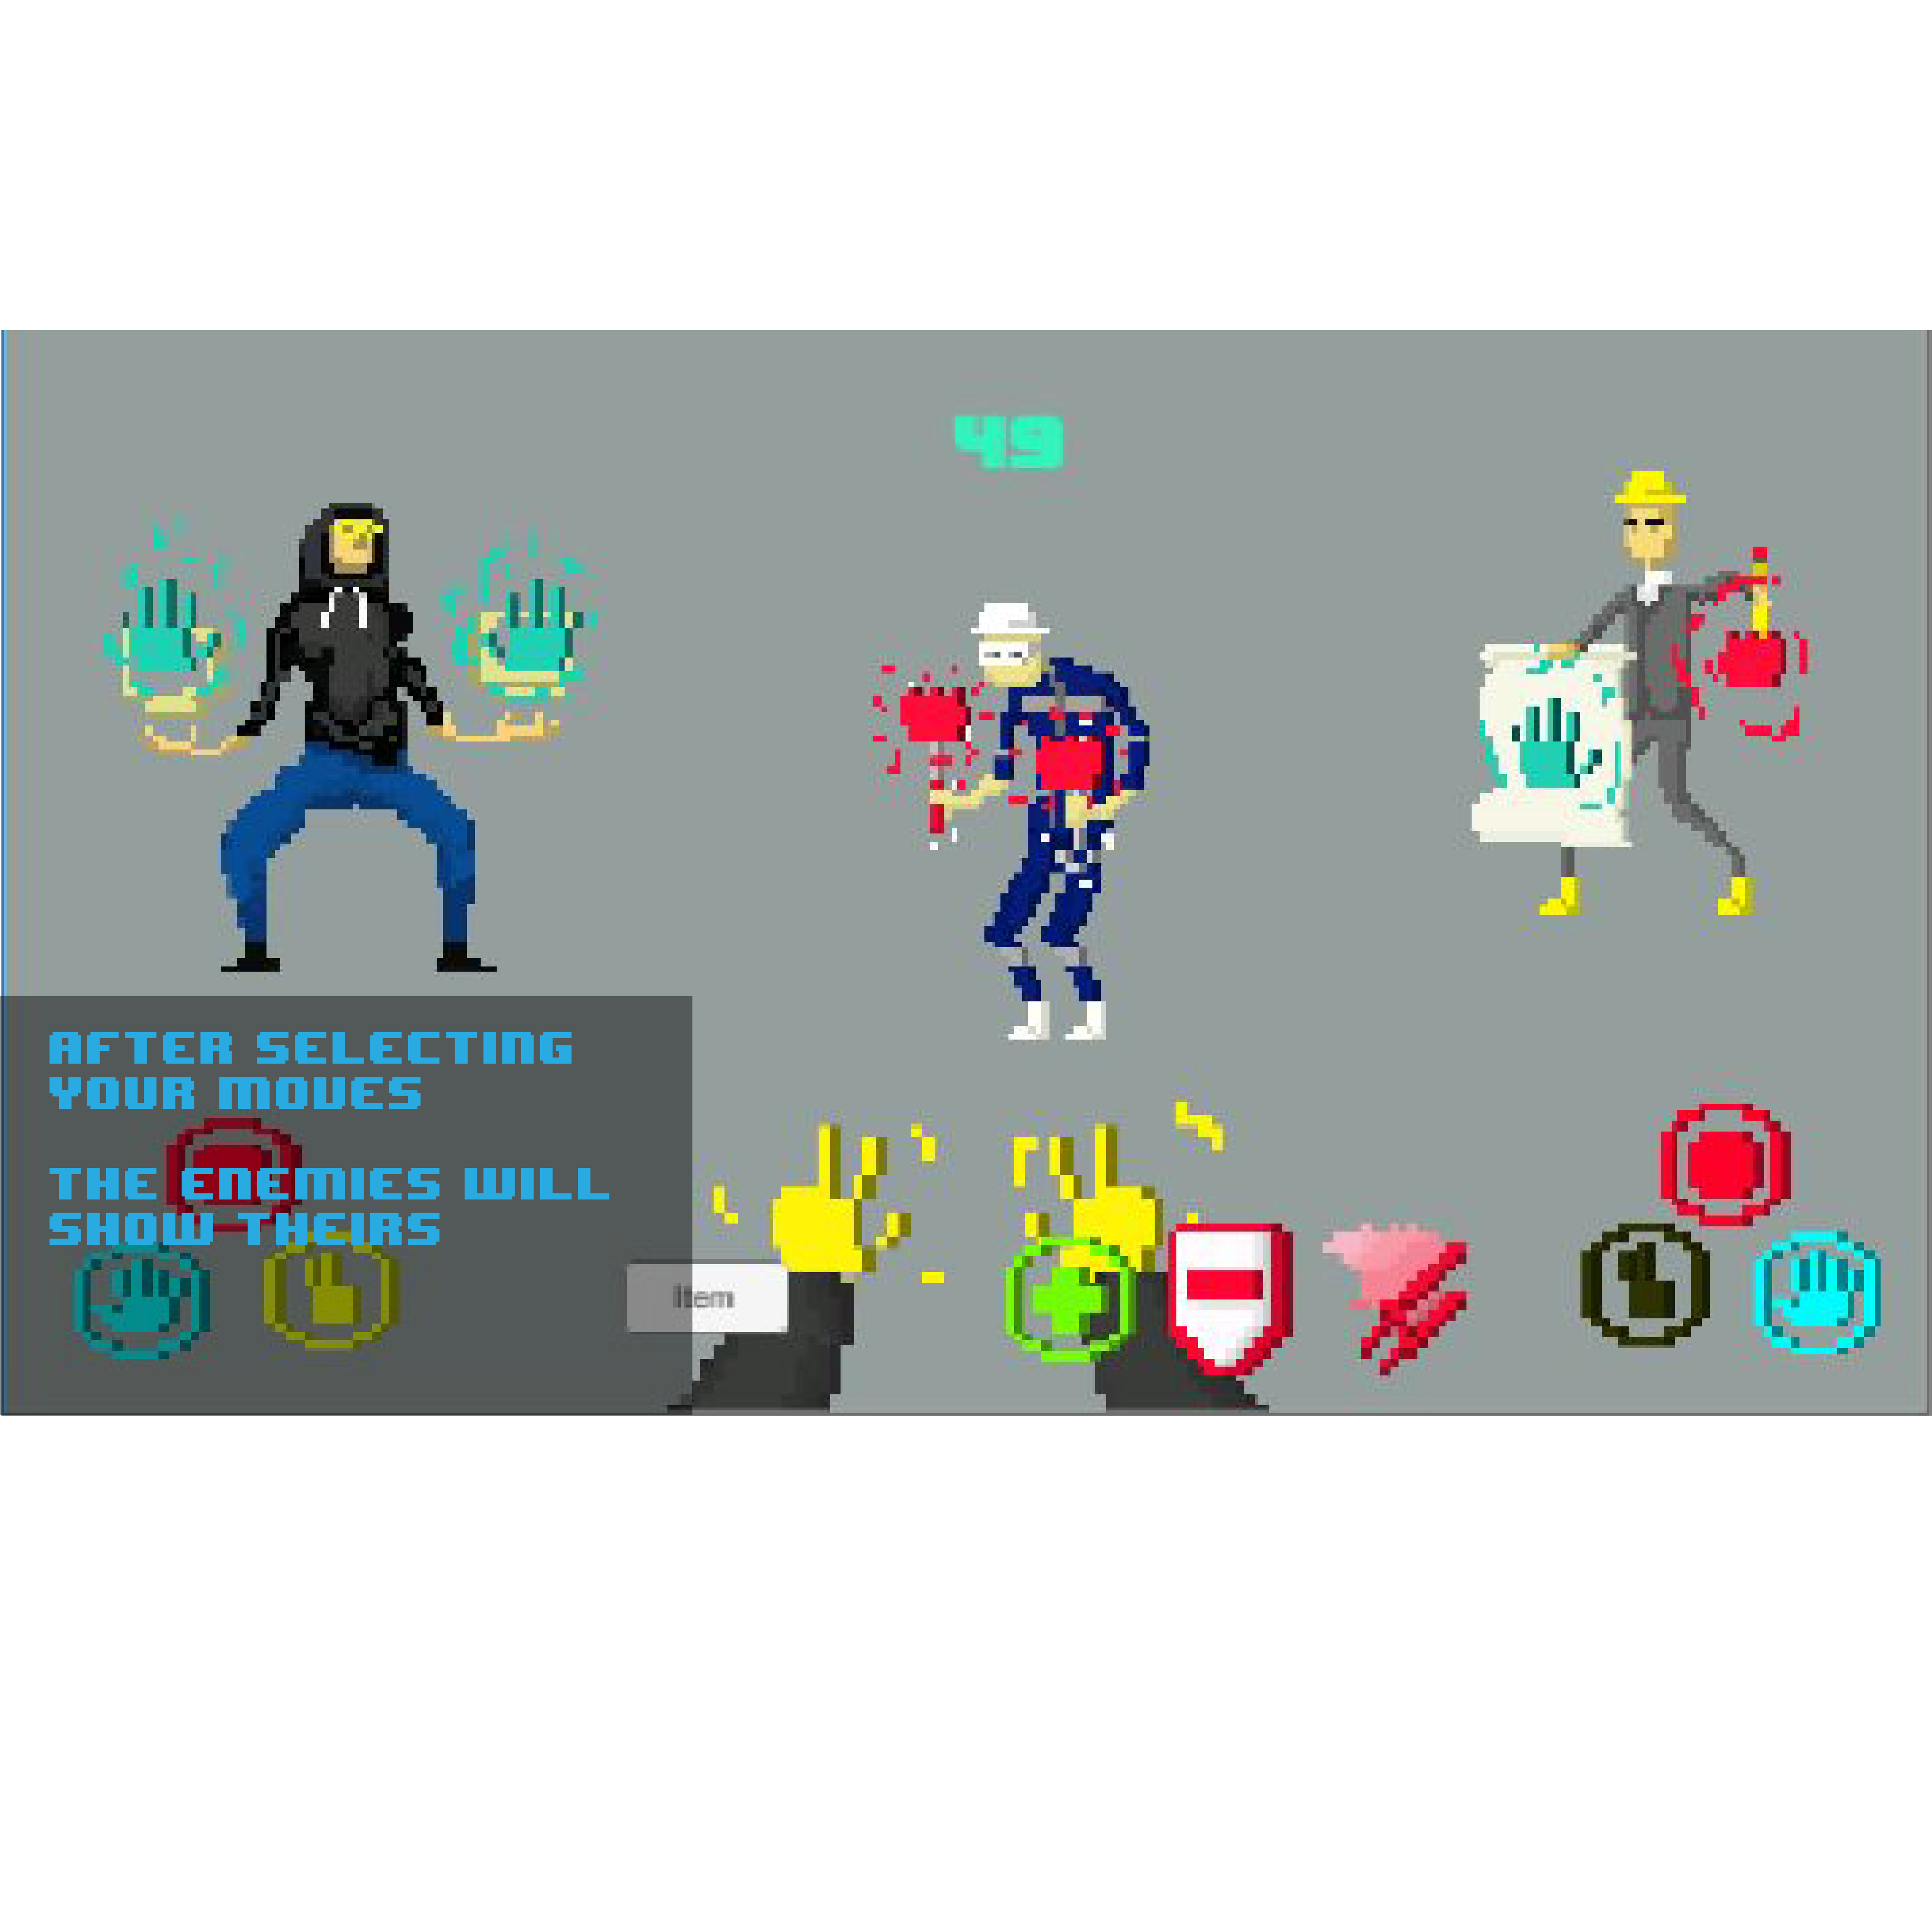 49
AFTER SELECTING
YOUR MOVES
THE ENEMIES WILL
SHOW THEIRS
item